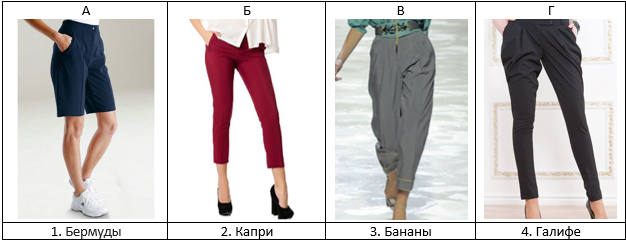 А Б В Г
1. Бермуды 2. Капри 3. Бананы 4. Галифе